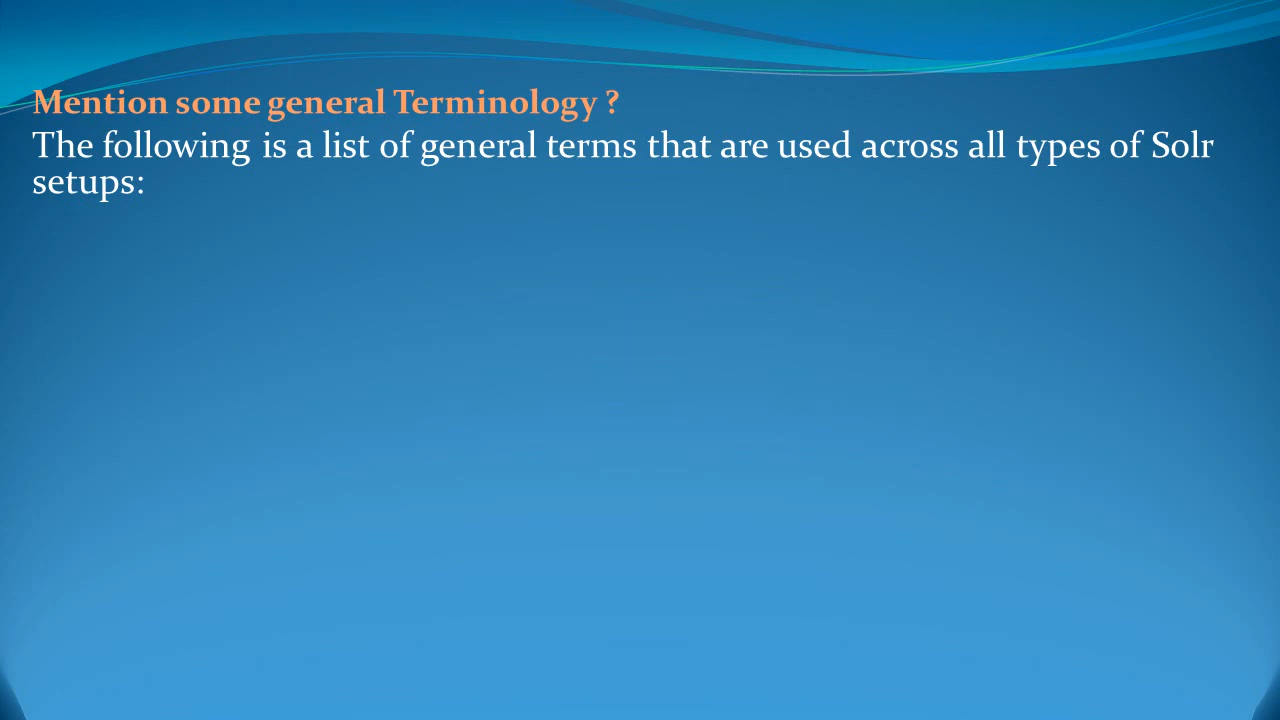 Mention some general Terminology ?
The following is a list of general terms that are used across all types of Solr
setups: